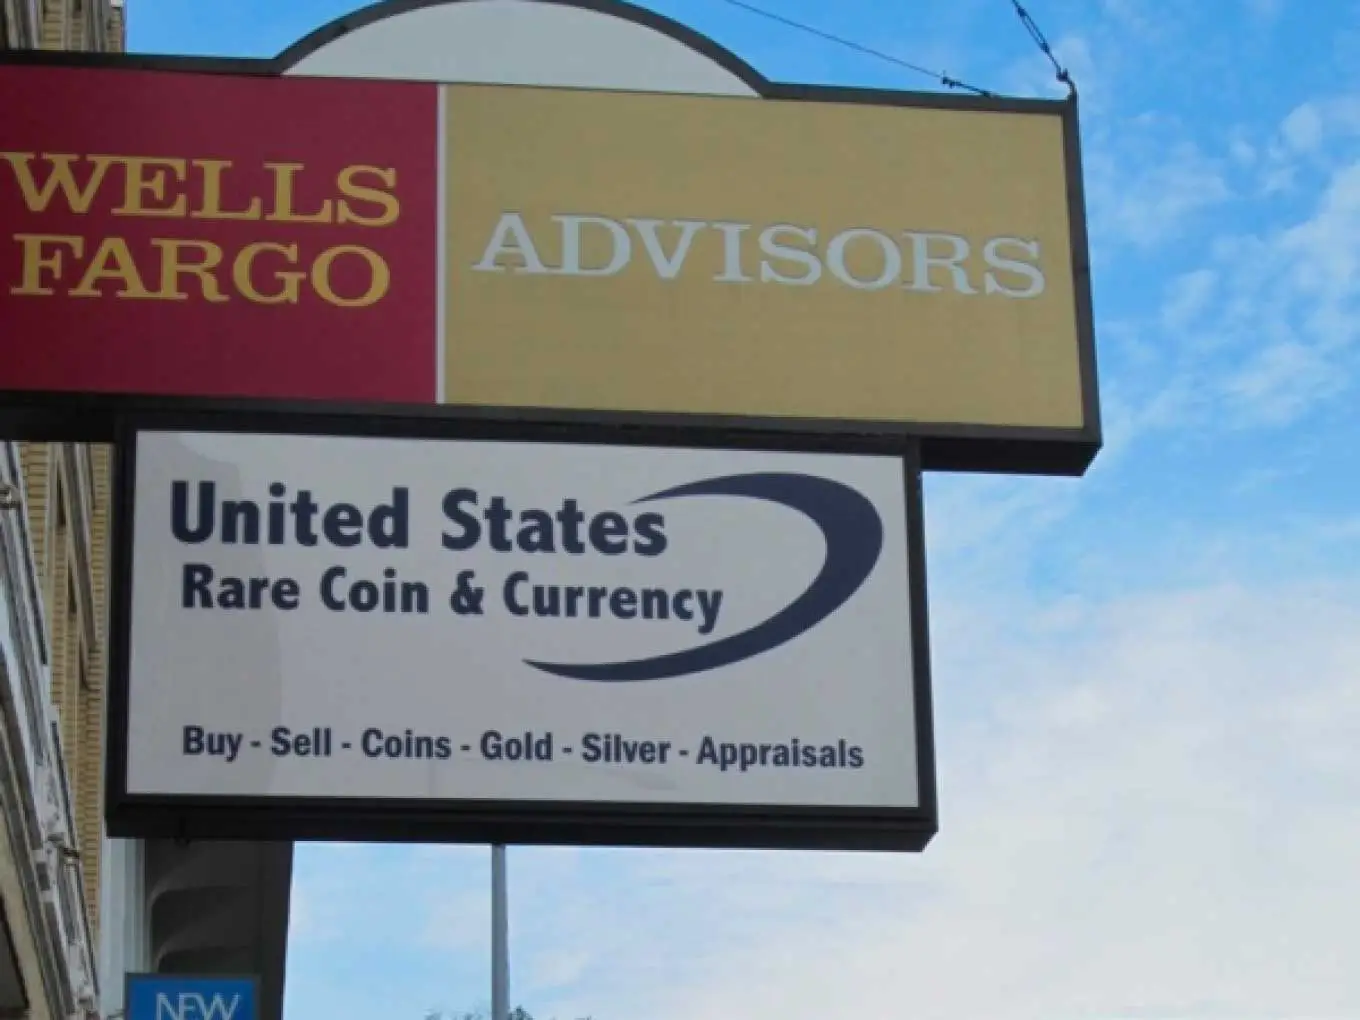 WELLS
FARGO
ADVISORS
United States
Rare Coin & Currency
Buy - Sell - Coins - Gold - Silver - Appraisals
NEW